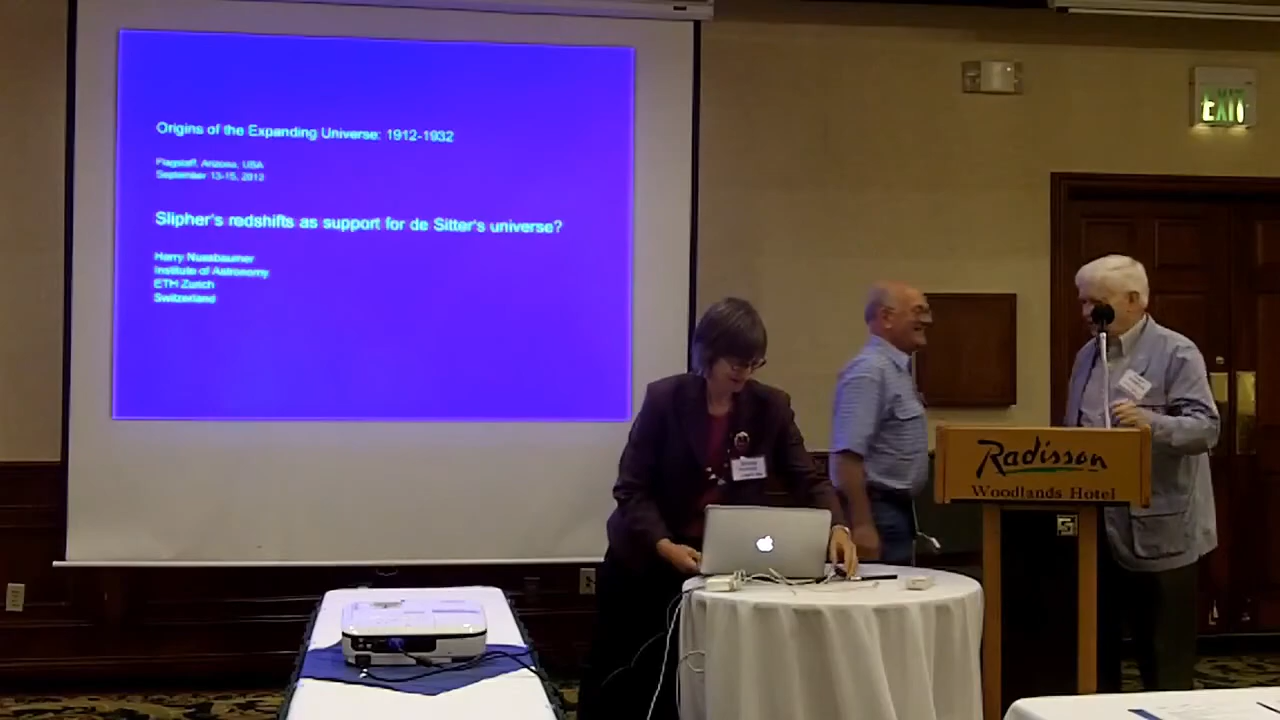 Origins of the Expanding Universe: 1912-1932
Flagstaff, Arizona, USA
September 13-15, 2012
Slipher's redshifts as support for de Sitter's universe?
Harry Nussbaumer
Institute of Astronomy
ETH Zurich
Switzerland
EXIT
Radisson
Woodlands Hotel